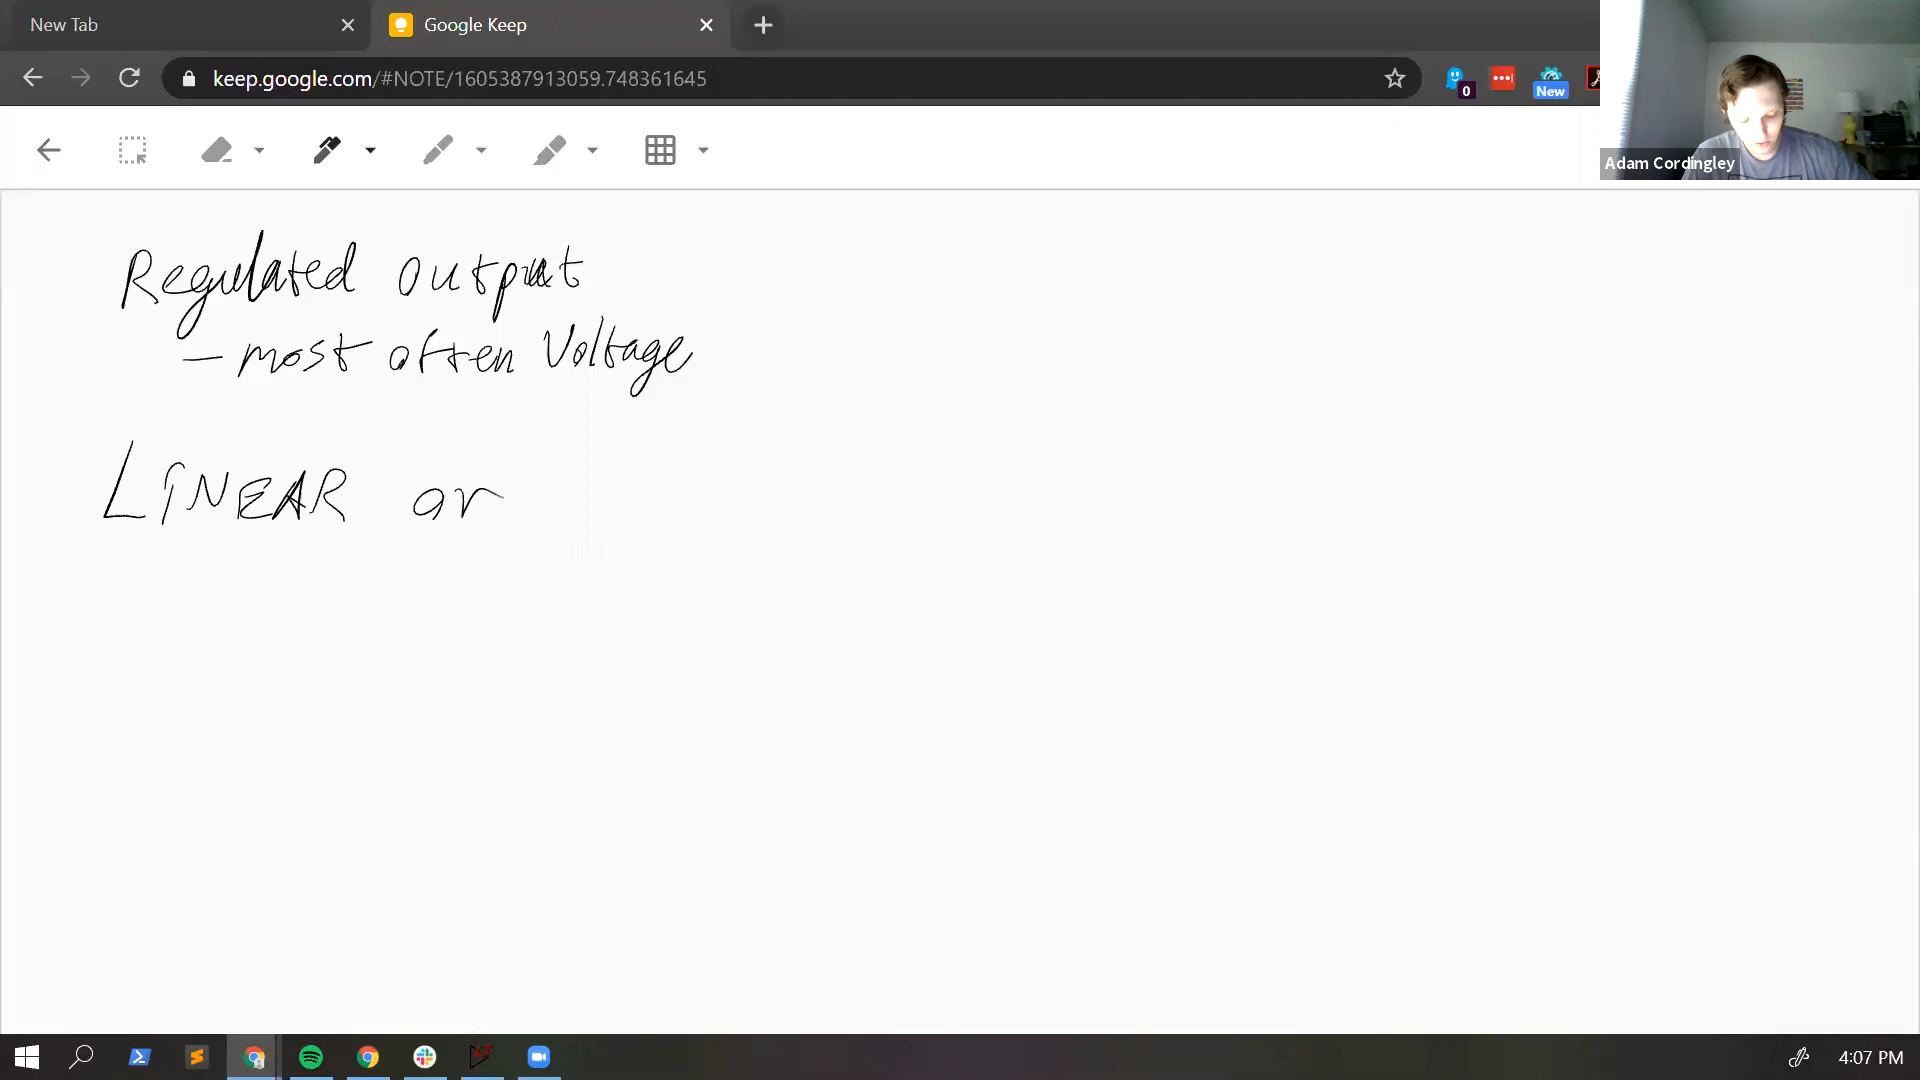 New Tab
Google Keep
keep.google.com/#NOTE/1605387913059.748361645
0
New
Adam Cordingley
Regulated output
- most often Voltage
LINEAR or
4:07 PM